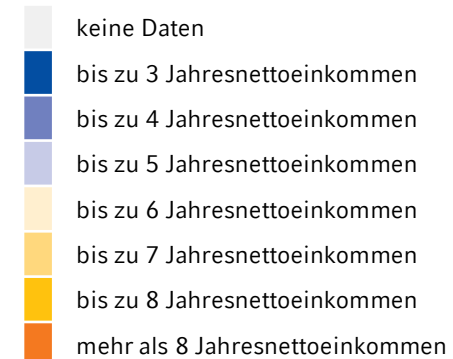 keine Daten
bis zu 3 Jahresnettoeinkommen
bis zu 4 Jahresnettoeinkommen
bis zu 5 Jahresnettoeinkommen
bis zu 6 Jahresnettoeinkommen
bis zu 7 Jahresnettoeinkommen
bis zu 8 Jahresnettoeinkommen
mehr als 8 Jahresnettoeinkommen